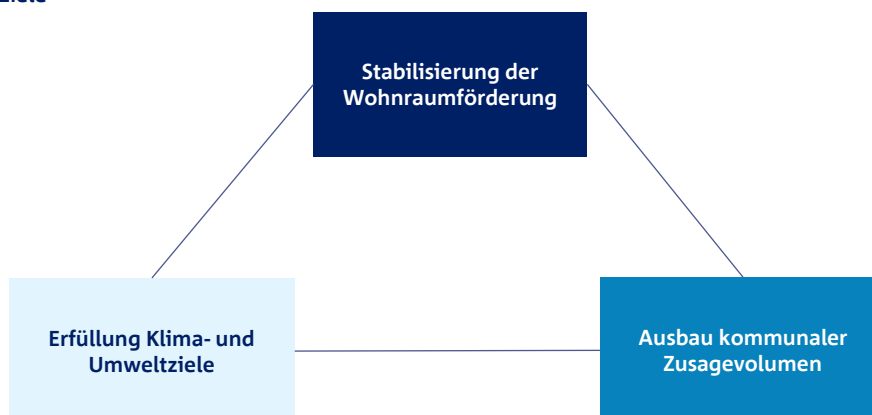 Stabilisierung der
Wohnraumförderung
Erfüllung Klima- und
Umweltziele
Ausbau kommunaler
Zusagevolumen